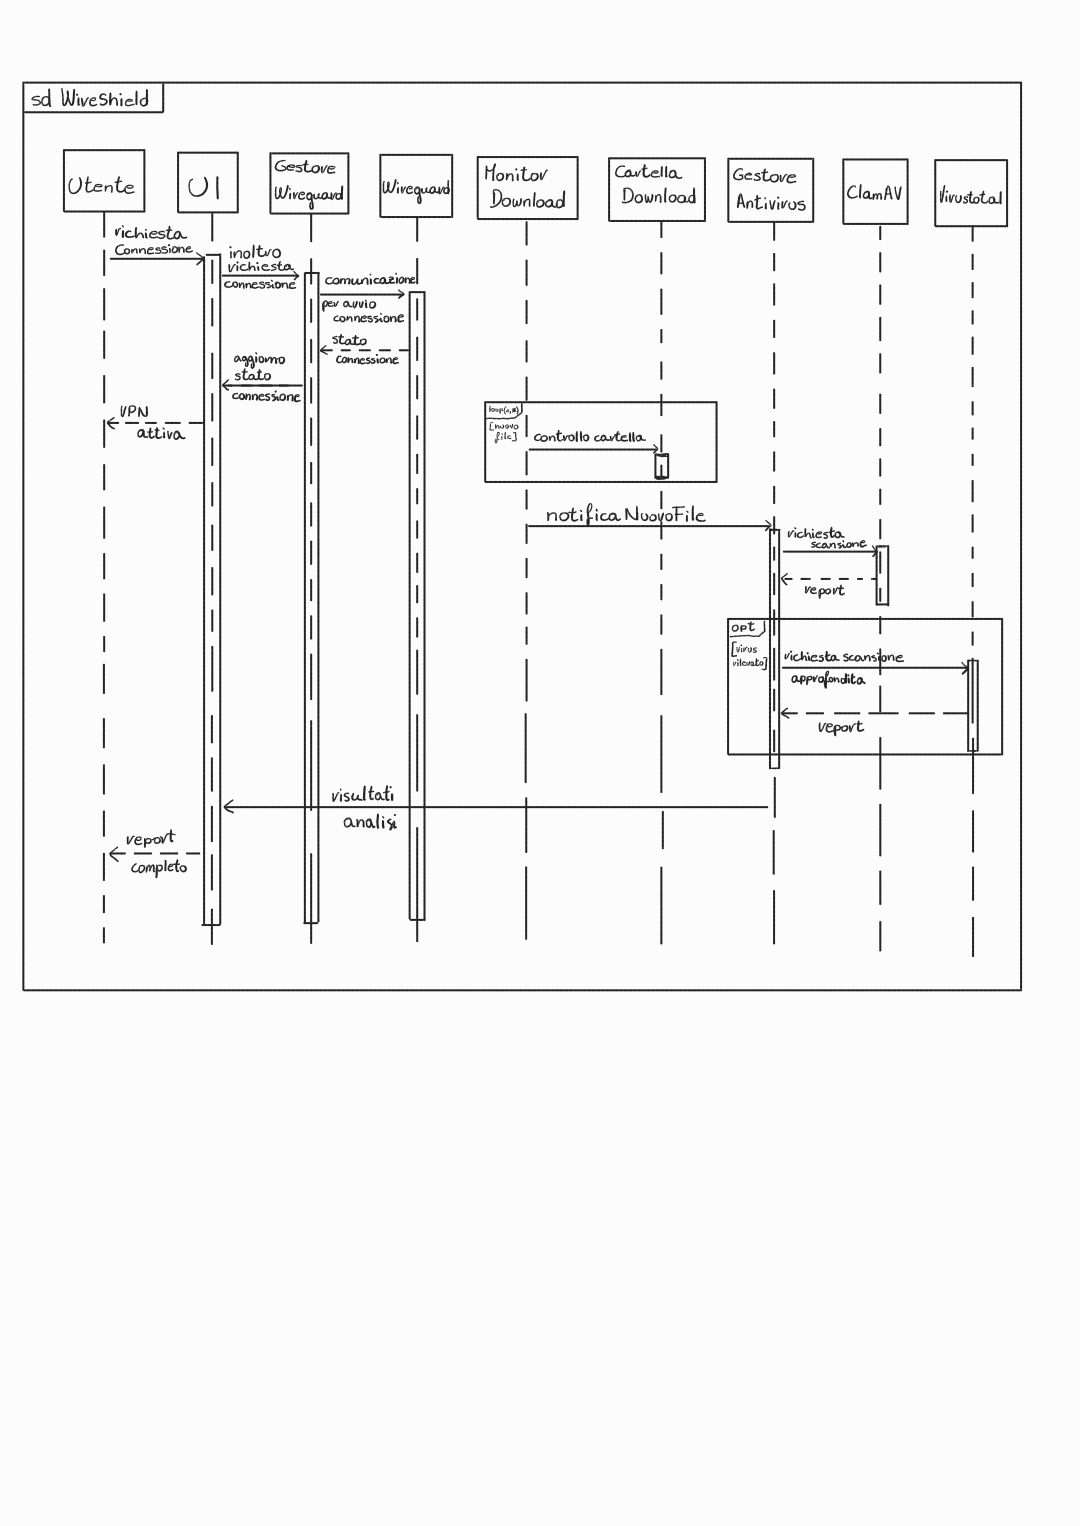 sd WireShield
Utente
UI
Gestore
Wireguard
Wireguard
Monitor
Download
Cartella
Download
Gestore
Antivirus
ClamAV
Virustotal
richiesta
Connessione
inoltro
richiesta
connessione
comunicazione
per avvio
connessione
stato
connessione
aggiorno
stato
connessione
VPN
attiva
loop(0,*)
[nuovo
file]
controllo cartella
notifica NuovoFile
richiesta
scansione
report
opt
[virus
rilevato]
richiesta scansione
approfondita
report
risultati
analisi
report
completo